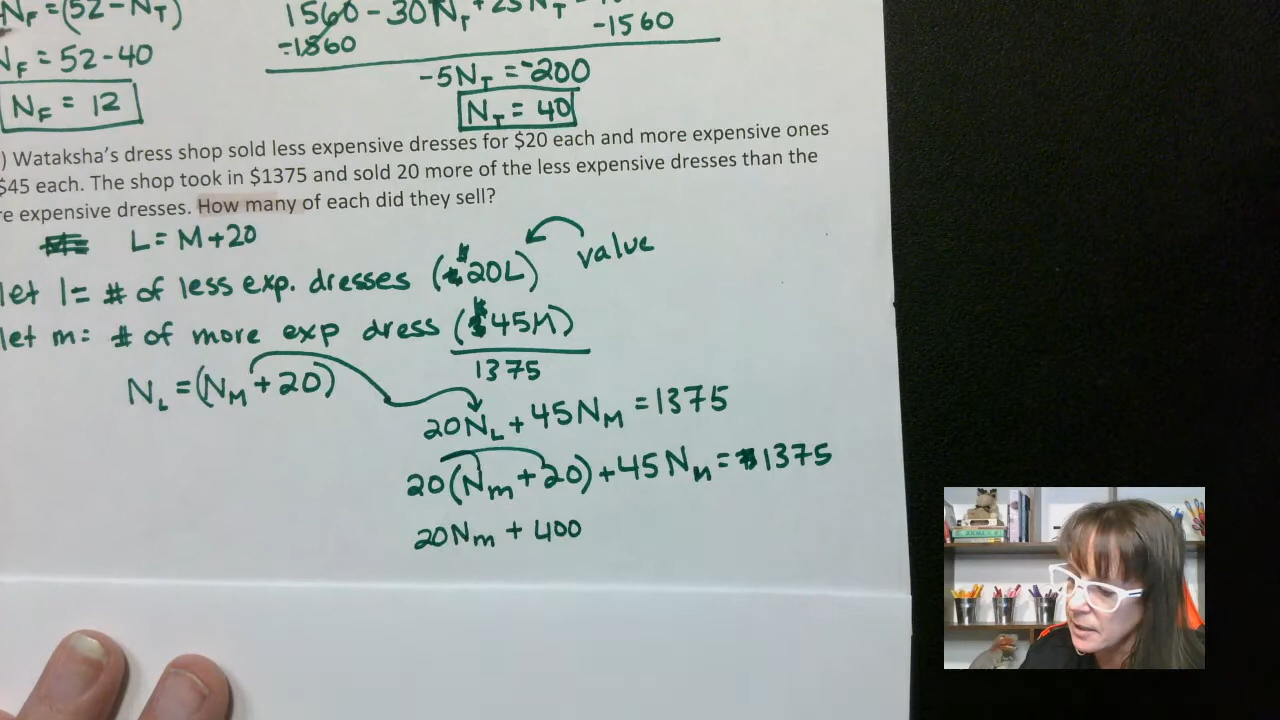 N_F = (52 - N_T)
N_F = 52 - 40
N_F = 12
1560 - 30N_T + 25N_T
-1560 -1560
-5N_T = -200
N_T = 40
) Wataksha's dress shop sold less expensive dresses for $20 each and more expensive ones
$45 each. The shop took in $1375 and sold 20 more of the less expensive dresses than the
re expensive dresses. How many of each did they sell?
L = M + 20
let l = # of less exp. dresses ($20L) value
let m: # of more exp dress ($45M)
1375
N_L = (N_M + 20)
20N_L + 45N_M = 1375
20(N_m + 20) + 45N_M = 1375
20N_m + 400